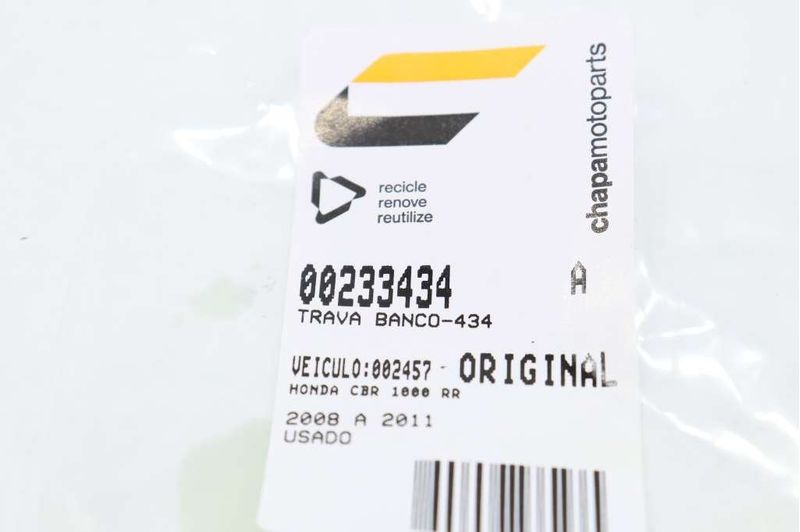 chapamotoparts
recicle
renove
reutilize
00233434 A
TRAVA BANCO-434
VEICULO:002457 - ORIGINAL
HONDA CBR 1000 RR
2008 A 2011
USADO